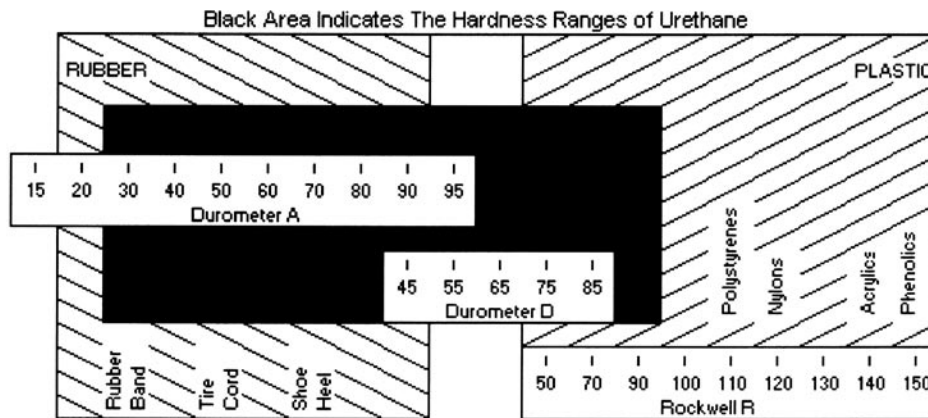 Black Area Indicates The Hardness Ranges of Urethane
RUBBER
PLASTIC
15 20 30 40 50 60 70 80 90 95
Durometer A
45 55 65 75 85
Durometer D
Polystyrenes
Nylons
Acrylics
Phenolics
Rubber
Band
Tire
Cord
Shoe
Heel
50 70 90 100 110 120 130 140 150
Rockwell R